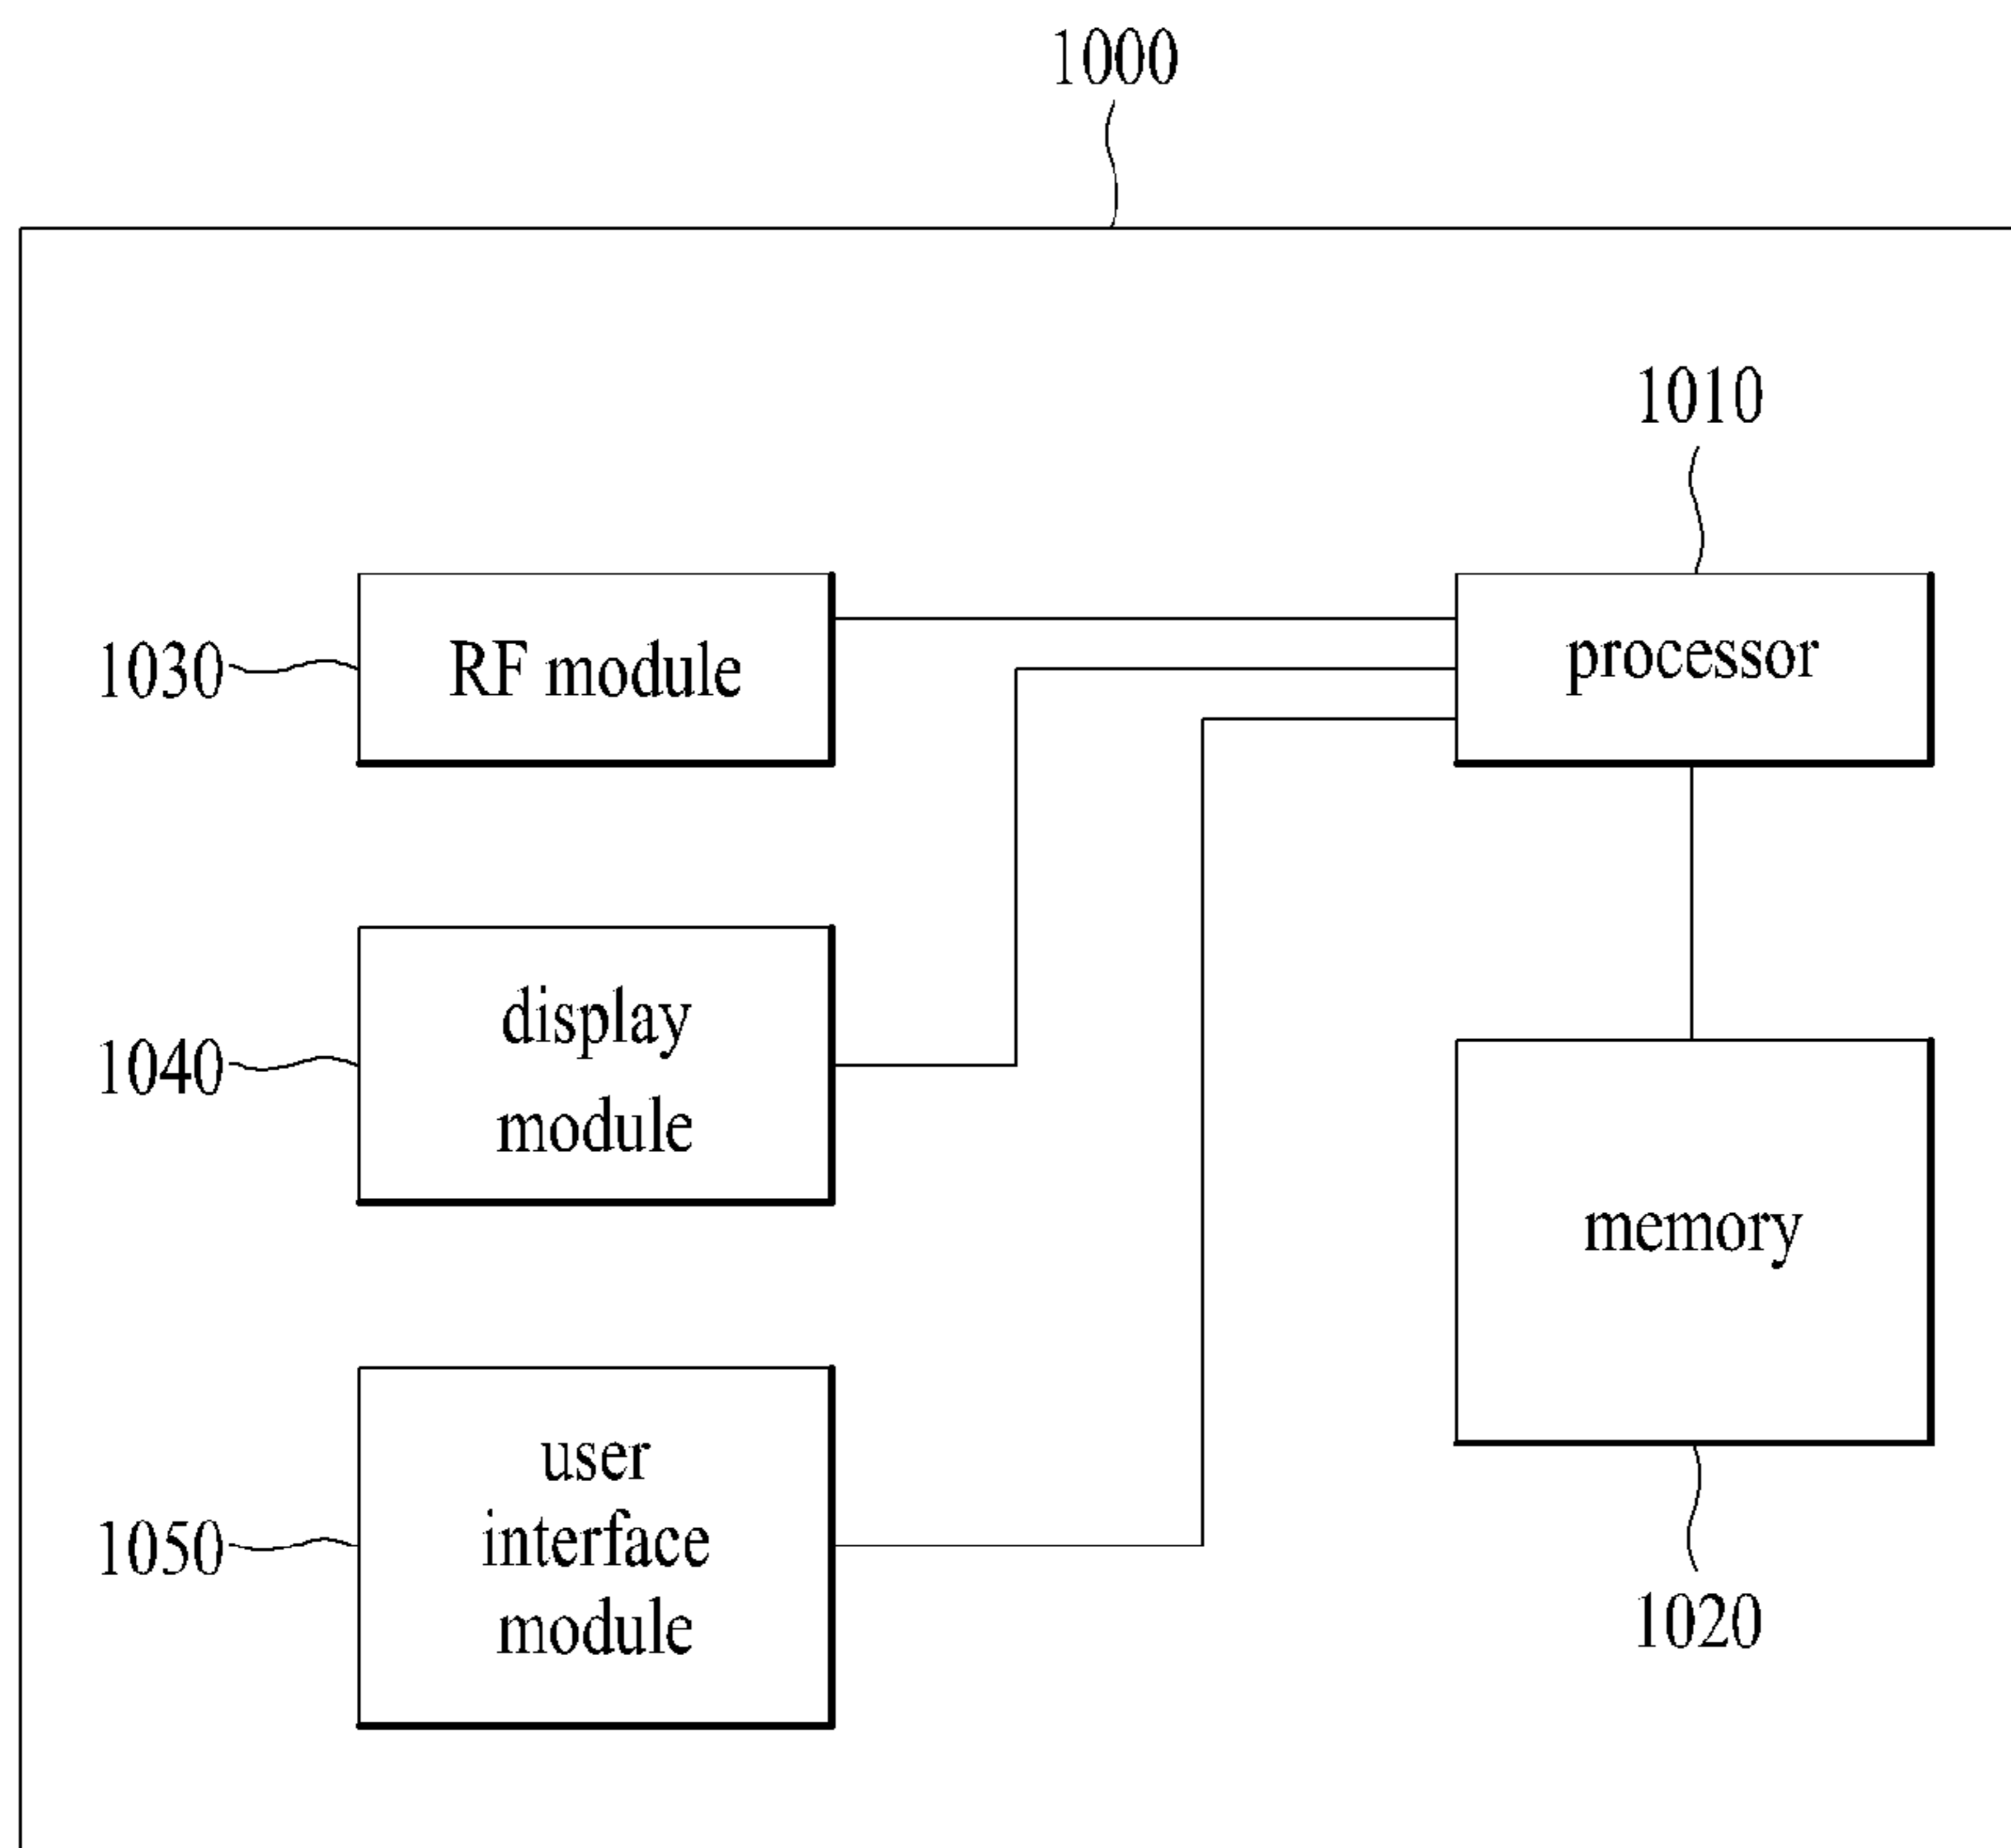 1000
1010
1030
RF module
processor
1040
display
module
memory
1050
user
interface
module
1020